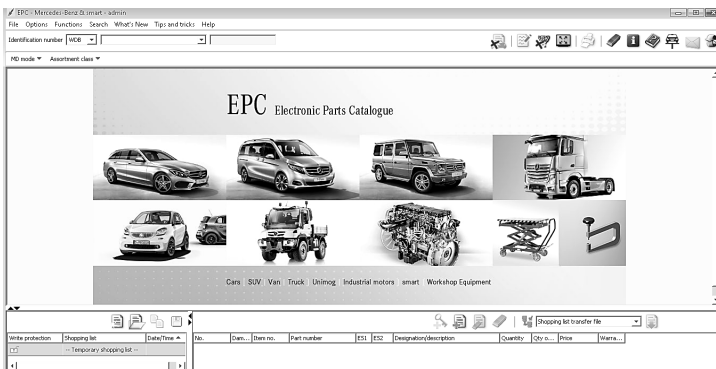 EPC - Mercedes-Benz & smart - admin
File Options Functions Search What's New Tips and tricks Help
Identification number WDB
MD mode Assortment class
EPC Electronic Parts Catalogue
Cars SUV Van Truck Unimog Industrial motors smart Workshop Equipment
Shopping list transfer file
Write protection Shopping list Date/Time No. Dam... Item no. Part number ES1 ES2 Designation/description Quantity Qty o... Price Warra...
-- Temporary shopping list --